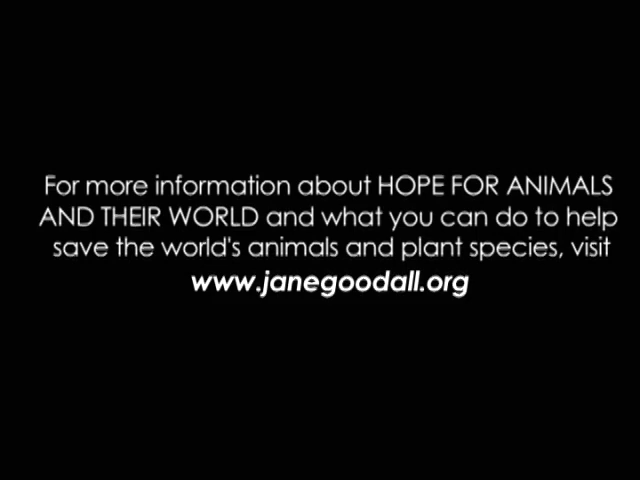 For more information about HOPE FOR ANIMALS
AND THEIR WORLD and what you can do to help
save the world's animals and plant species, visit
www.janegoodall.org